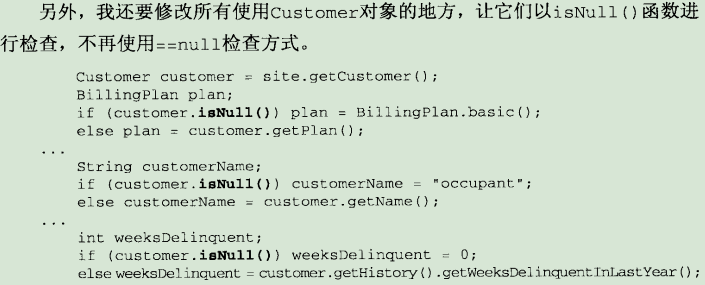 另外，我还要修改所有使用Customer对象的地方，让它们以isNull()函数进
行检查，不再使用==null检查方式。
Customer customer = site.getCustomer();
BillingPlan plan;
if (customer.isNull()) plan = BillingPlan.basic();
else plan = customer.getPlan();
...
String customerName;
if (customer.isNull()) customerName = "occupant";
else customerName = customer.getName();
...
int weeksDelinquent;
if (customer.isNull()) weeksDelinquent = 0;
else weeksDelinquent = customer.getHistory().getWeeksDelinquentInLastYear();